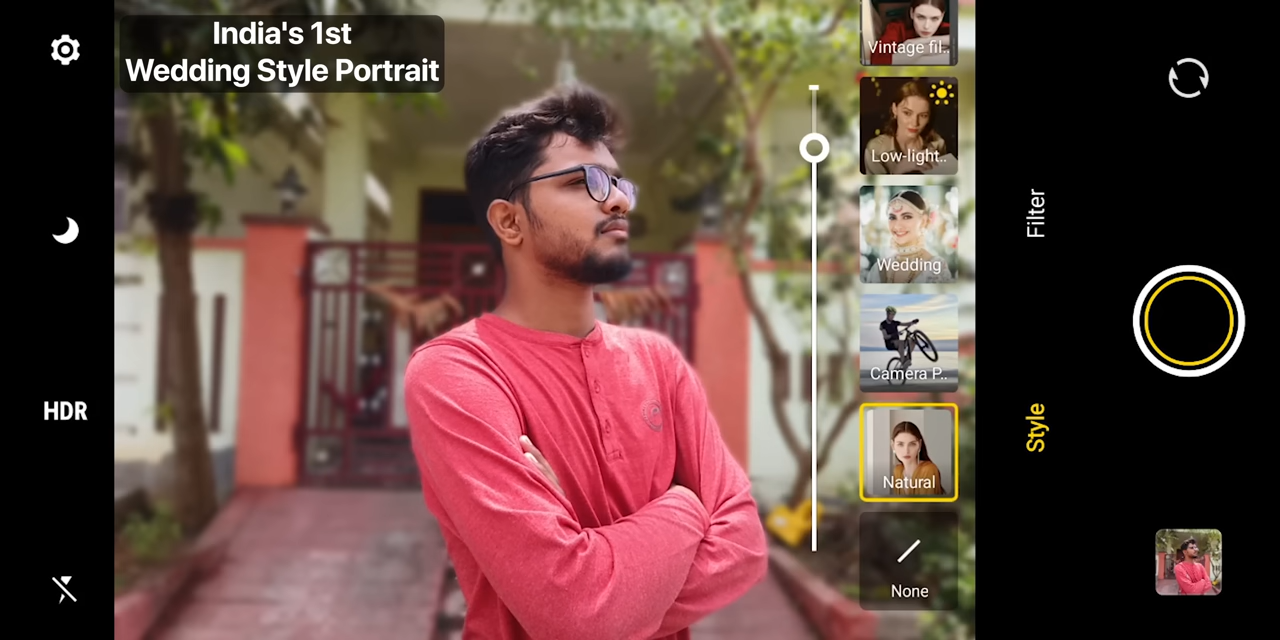 India's 1st
Wedding Style Portrait
HDR
Vintage fil..
Low-light..
Wedding
Camera P..
Natural
None
Filter
Style